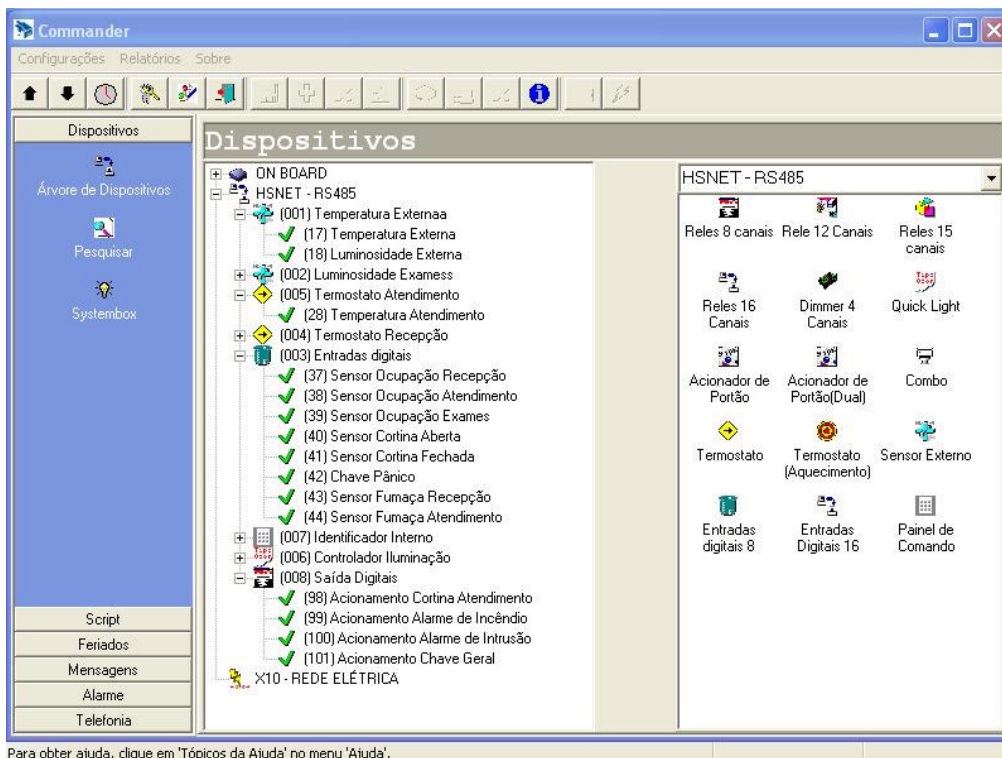 Commander
Configurações Relatórios Sobre
Dispositivos
Árvore de Dispositivos
Pesquisar
Systembox
Script
Feriados
Mensagens
Alarme
Telefonia
Dispositivos
ON BOARD
HSNET - RS485
(001) Temperatura Externaa
(17) Temperatura Externa
(18) Luminosidade Externa
(002) Luminosidade Examess
(005) Termostato Atendimento
(28) Temperatura Atendimento
(004) Termostato Recepção
(003) Entradas digitais
(37) Sensor Ocupação Recepção
(38) Sensor Ocupação Atendimento
(39) Sensor Ocupação Exames
(40) Sensor Cortina Aberta
(41) Sensor Cortina Fechada
(42) Chave Pânico
(43) Sensor Fumaça Recepção
(44) Sensor Fumaça Atendimento
(007) Identificador Interno
(006) Controlador Iluminação
(008) Saída Digitais
(98) Acionamento Cortina Atendimento
(99) Acionamento Alarme de Incêndio
(100) Acionamento Alarme de Intrusão
(101) Acionamento Chave Geral
X10 - REDE ELÉTRICA
HSNET - RS485
Reles 8 canais Rele 12 Canais Reles 15
canais
Reles 16 Dimmer 4 Quick Light
Canais Canais
Acionador de Acionador de Combo
Portão Portão(Dual)
Termostato Termostato Sensor Externo
(Aquecimento)
Entradas Entradas Painel de
digitais 8 Digitais 16 Comando
Para obter ajuda, clique em 'Tópicos da Ajuda' no menu 'Ajuda'.